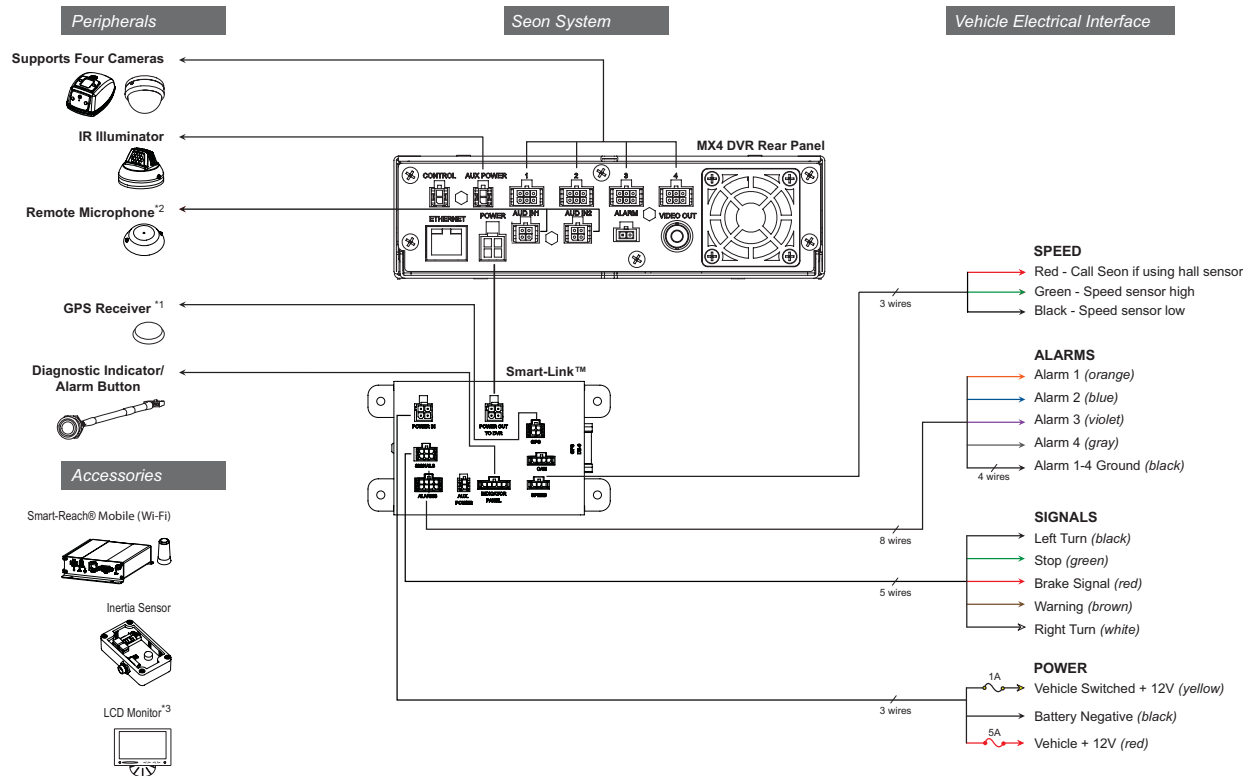 Peripherals
Seon System
Vehicle Electrical Interface
Supports Four Cameras
IR Illuminator
Remote Microphone*2
GPS Receiver *1
Diagnostic Indicator/
Alarm Button
Accessories
Smart-Reach® Mobile (Wi-Fi)
Inertia Sensor
LCD Monitor*3
MX4 DVR Rear Panel
CONTROL
AUX POWER
1
2
3
4
ETHERNET
POWER
AUD IN1
AUD IN2
ALARM
VIDEO OUT
Smart-Link™
POWER IN
POWER OUT
TO DVR
GPS
SIGNALS
CAN
ALARMS
AUX.
POWER
INDICATOR
PANEL
SPEED
3 wires
8 wires
5 wires
3 wires
SPEED
Red - Call Seon if using hall sensor
Green - Speed sensor high
Black - Speed sensor low
ALARMS
Alarm 1 (orange)
Alarm 2 (blue)
Alarm 3 (violet)
Alarm 4 (gray)
Alarm 1-4 Ground (black)
4 wires
SIGNALS
Left Turn (black)
Stop (green)
Brake Signal (red)
Warning (brown)
Right Turn (white)
POWER
1A
Vehicle Switched + 12V (yellow)
Battery Negative (black)
5A
Vehicle + 12V (red)